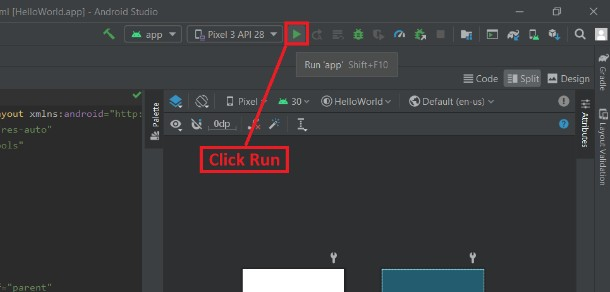 ml [HelloWorld.app] - Android Studio
app
Pixel 3 API 28
Run 'app' Shift+F10
Code
Split
Design
ayout xmlns:android="http:
res-auto"
ools"
Palette
Pixel
30
HelloWorld
Default (en-us)
0dp
Attributes
Gradle
Layout Validation
Click Run
="parent"